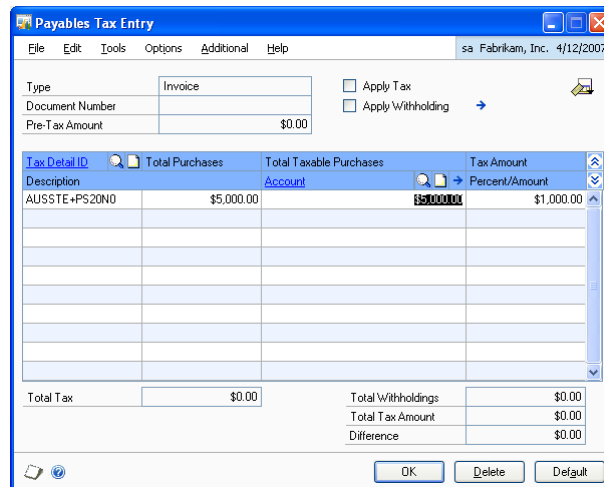 Payables Tax Entry
File Edit Tools Options Additional Help sa Fabrikam, Inc. 4/12/2007
Type Invoice Apply Tax
Document Number Apply Withholding
Pre-Tax Amount $0.00
Tax Detail ID Total Purchases Total Taxable Purchases Tax Amount
Description Account Percent/Amount
AUSSTE+PS20N0 $5,000.00 $5,000.00 $1,000.00
Total Tax $0.00 Total Withholdings $0.00
Total Tax Amount $0.00
Difference $0.00
OK Delete Default